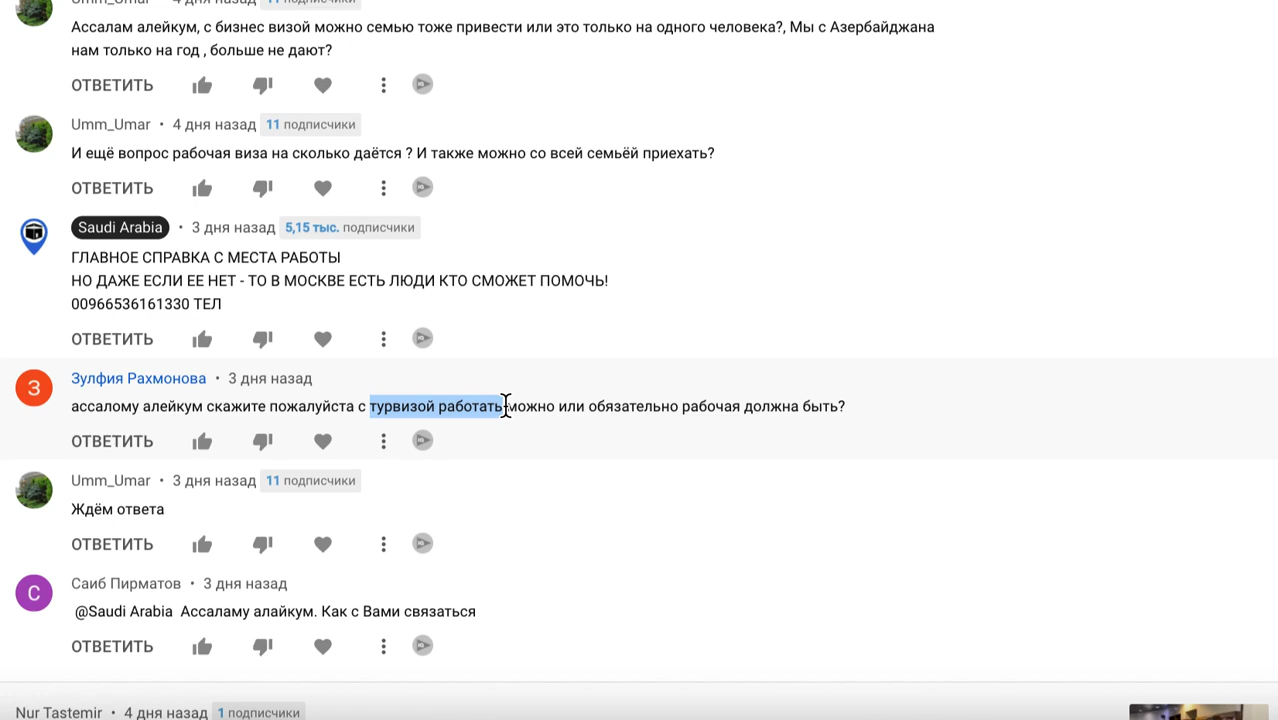 Umm_Umar • 4 дня назад 11 подписчики
Ассалам алейкум, с бизнес визой можно семью тоже привести или это только на одного человека?, Мы с Азербайджана
нам только на год , больше не дают?
ОТВЕТИТЬ
Umm_Umar • 4 дня назад 11 подписчики
И ещё вопрос рабочая виза на сколько даётся ? И также можно со всей семьёй приехать?
ОТВЕТИТЬ
Saudi Arabia • 3 дня назад 5,15 тыс. подписчики
ГЛАВНОЕ СПРАВКА С МЕСТА РАБОТЫ
НО ДАЖЕ ЕСЛИ ЕЕ НЕТ - ТО В МОСКВЕ ЕСТЬ ЛЮДИ КТО СМОЖЕТ ПОМОЧЬ!
00966536161330 ТЕЛ
ОТВЕТИТЬ
З
Зулфия Рахмонова • 3 дня назад
ассалому алейкум скажите пожалуйста с турвизой работать можно или обязательно рабочая должна быть?
ОТВЕТИТЬ
Umm_Umar • 3 дня назад 11 подписчики
Ждём ответа
ОТВЕТИТЬ
С
Саиб Пирматов • 3 дня назад
@Saudi Arabia Ассаламу алайкум. Как с Вами связаться
ОТВЕТИТЬ
Nur Tastemir • 4 дня назад 1 подписчики